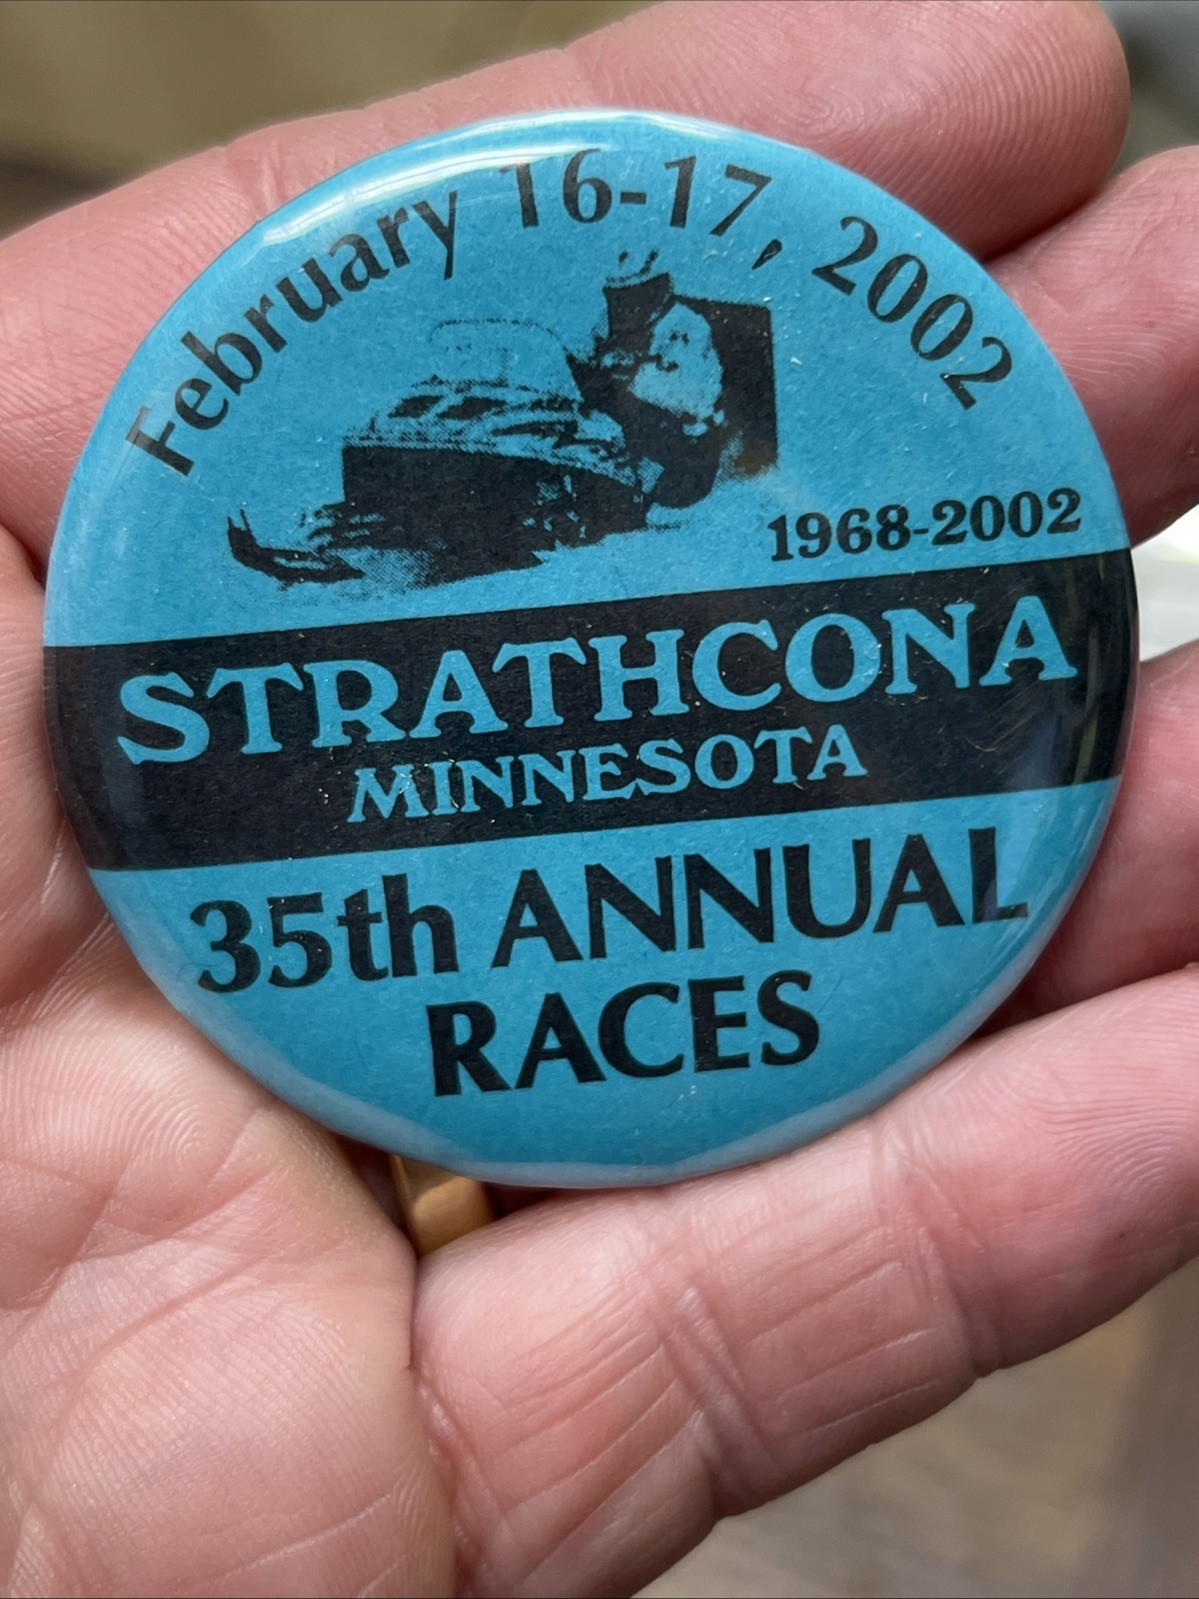 February 16-17, 2002
1968-2002
STRATHCONA
MINNESOTA
35th ANNUAL
RACES